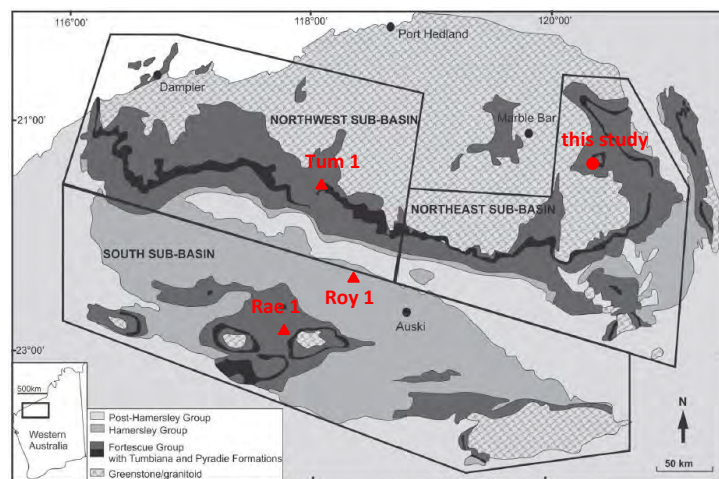 116°00'
118°00'
120°00'
Port Hedland
Dampier
21°00'
NORTHWEST SUB-BASIN
Marble Bar
this study
Tum 1
NORTHEAST SUB-BASIN
SOUTH SUB-BASIN
Roy 1
Rae 1
Auski
23°00'
500km
Western
Australia
Post-Hamersley Group
Hamersley Group
Fortescue Group
with Tumbiana and Pyradie Formations
Greenstone/granitoid
N
50 km